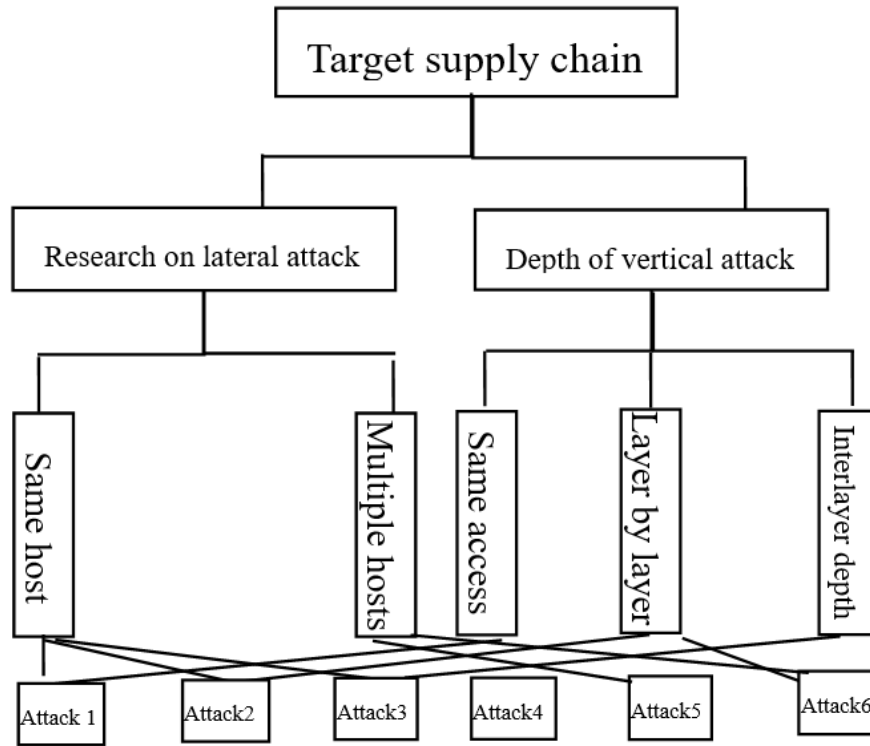 Target supply chain
Research on lateral attack
Depth of vertical attack
Same host
Multiple hosts
Same access
Layer by layer
Interlayer depth
Attack 1
Attack2
Attack3
Attack4
Attack5
Attack6